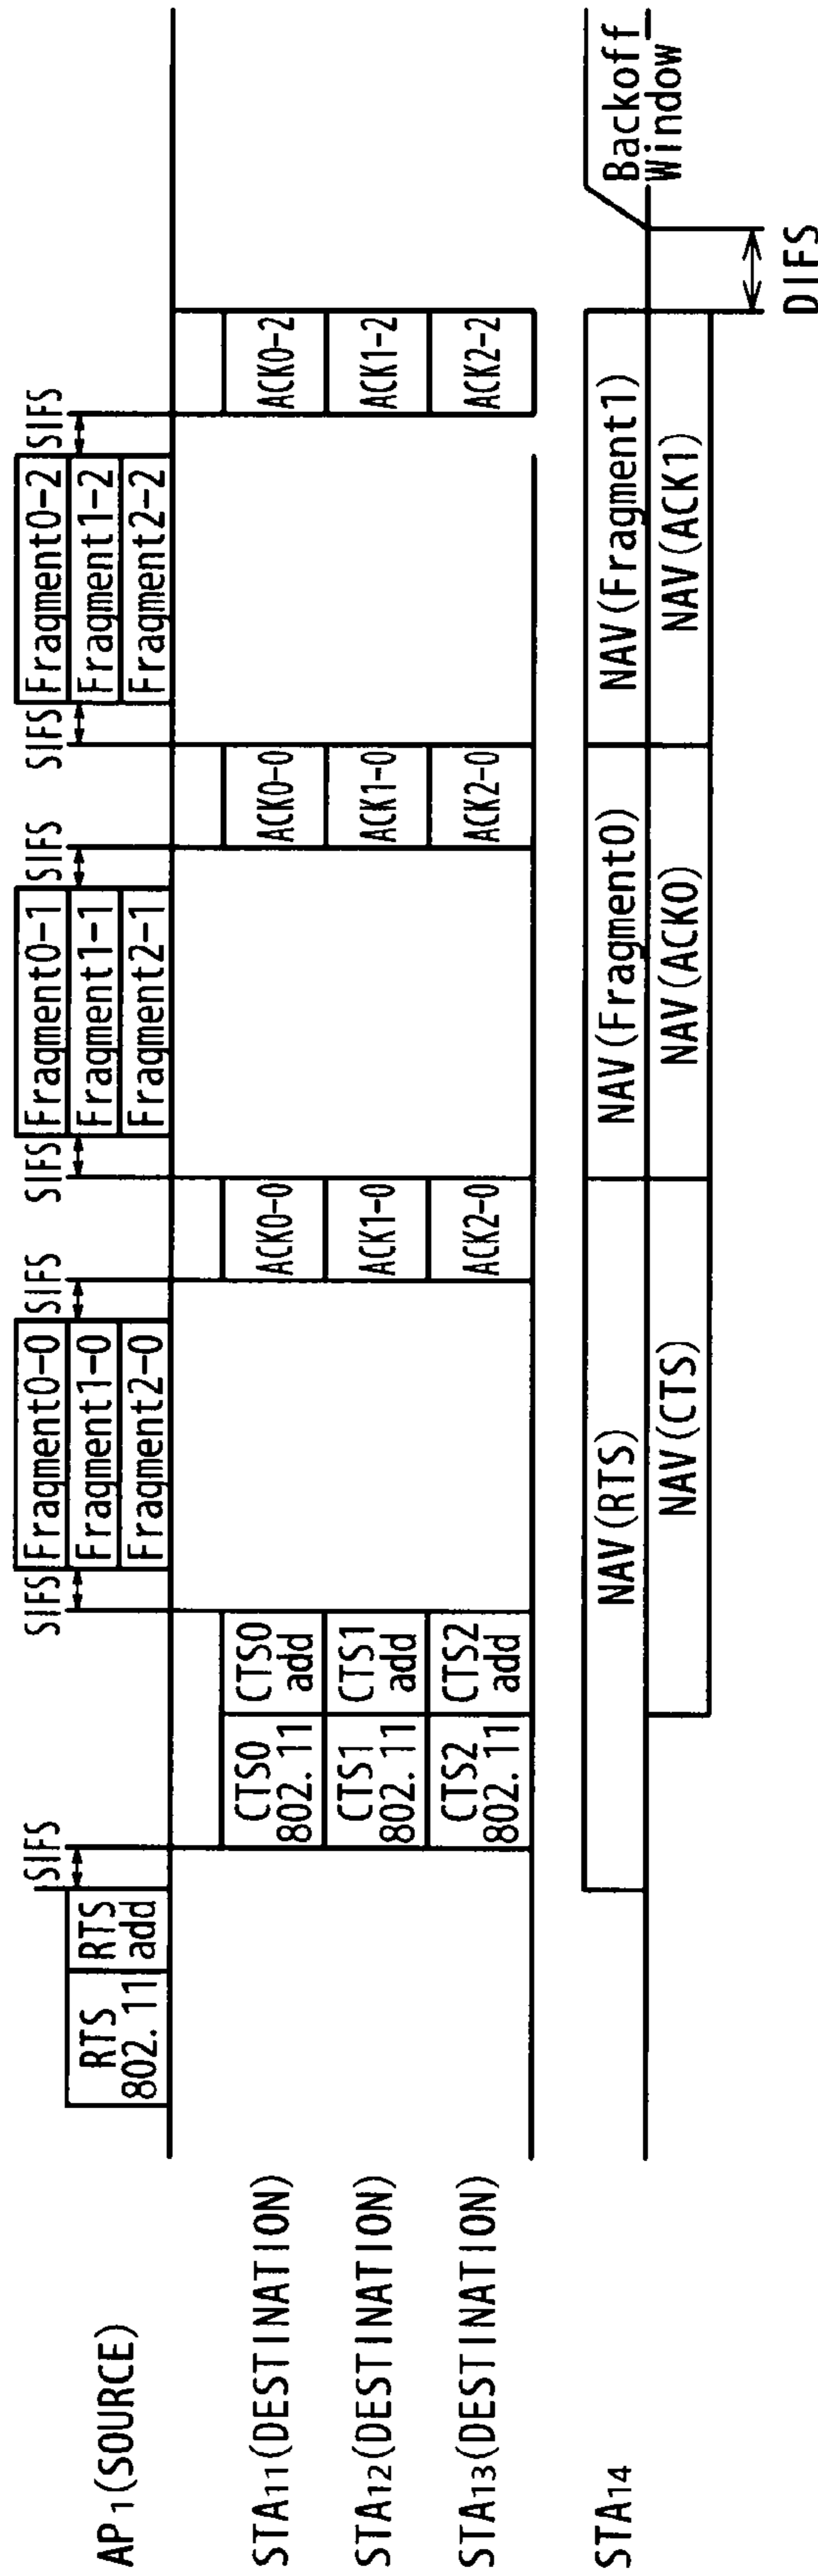 AP1(SOURCE)
RTS
802.11
RTS
add
SIFS
SIFS
Fragment0-0
Fragment1-0
Fragment2-0
SIFS
SIFS
Fragment0-1
Fragment1-1
Fragment2-1
SIFS
SIFS
Fragment0-2
Fragment1-2
Fragment2-2
SIFS
STA11(DESTINATION)
CTS0
802.11
CTS0
add
ACK0-0
ACK0-0
ACK0-2
STA12(DESTINATION)
CTS1
802.11
CTS1
add
ACK1-0
ACK1-0
ACK1-2
STA13(DESTINATION)
CTS2
802.11
CTS2
add
ACK2-0
ACK2-0
ACK2-2
STA14
NAV(RTS)
NAV(Fragment0)
NAV(Fragment1)
Backoff
Window
NAV(CTS)
NAV(ACK0)
NAV(ACK1)
DIFS